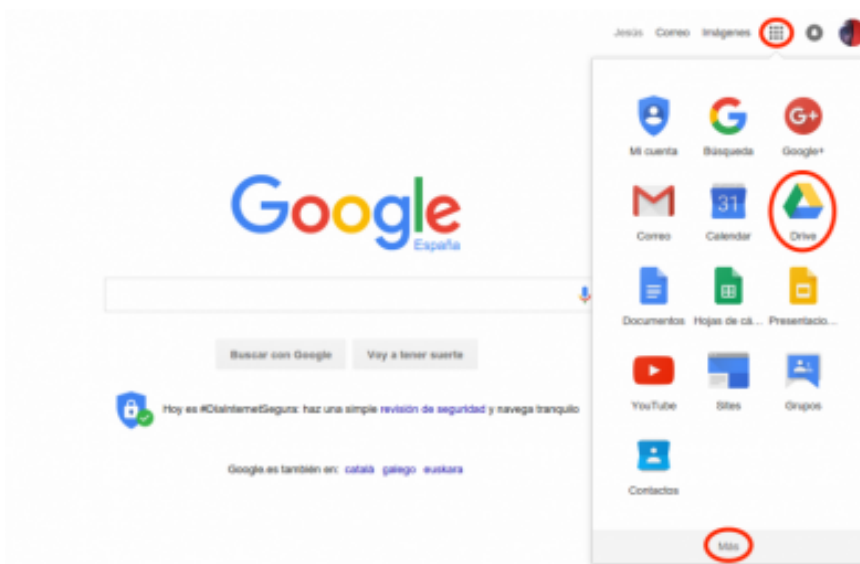 Jesús Correo Imágenes
Mi cuenta Búsqueda Google+
Correo Calendar Drive
31
Documentos Hojas de cá... Presentacio...
YouTube Sites Grupos
Contactos
Más
Google
España
Buscar con Google Voy a tener suerte
Hoy es #DiaInternetSegura: haz una simple revisión de seguridad y navega tranquilo
Google.es también en: català galego euskara